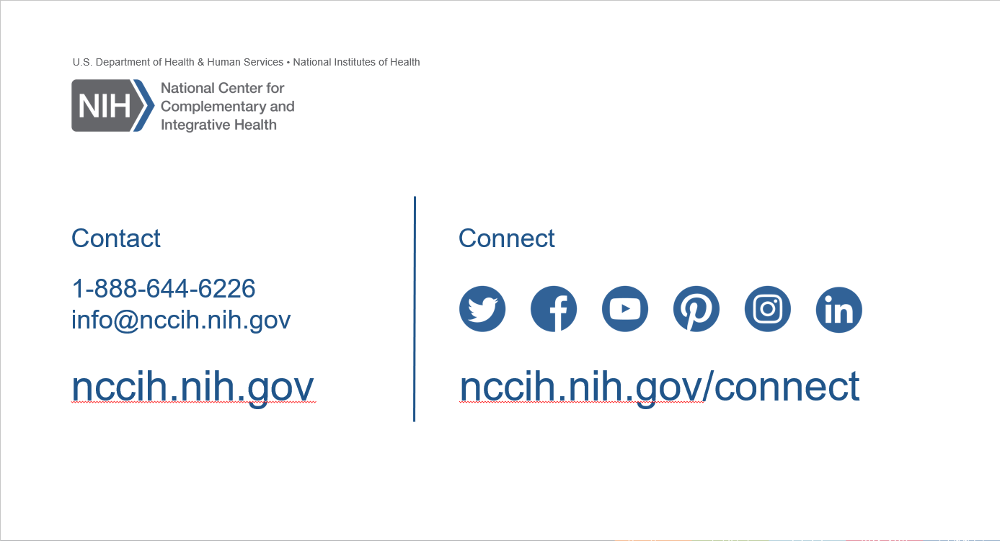 U.S. Department of Health & Human Services • National Institutes of Health
NIH
National Center for
Complementary and
Integrative Health
Contact
1-888-644-6226
info@nccih.nih.gov
nccih.nih.gov
Connect
nccih.nih.gov/connect